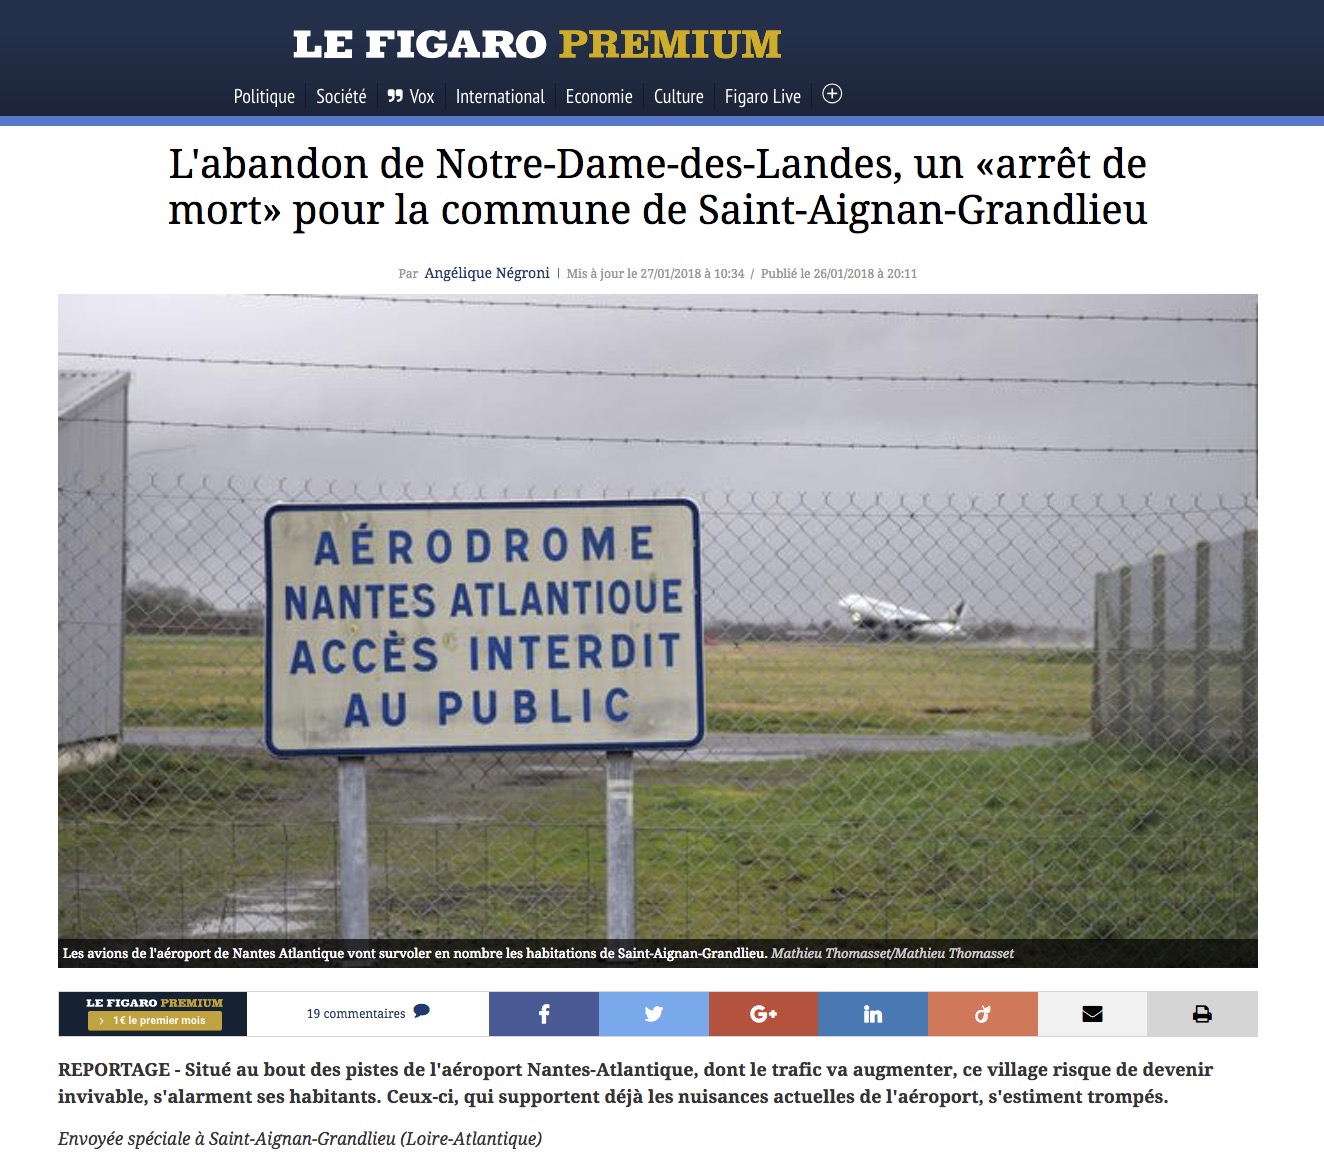 LE FIGARO PREMIUM
Politique Société Vox International Economie Culture Figaro Live
L'abandon de Notre-Dame-des-Landes, un «arrêt de
mort» pour la commune de Saint-Aignan-Grandlieu
Par Angélique Négroni | Mis à jour le 27/01/2018 à 10:34 / Publié le 26/01/2018 à 20:11
AÉRODROME
NANTES ATLANTIQUE
ACCÈS INTERDIT
AU PUBLIC
Les avions de l'aéroport de Nantes Atlantique vont survoler en nombre les habitations de Saint-Aignan-Grandlieu. Mathieu Thomasset/Mathieu Thomasset
LE FIGARO PREMIUM
> 1€ le premier mois
19 commentaires
f G+ in
REPORTAGE - Situé au bout des pistes de l'aéroport Nantes-Atlantique, dont le trafic va augmenter, ce village risque de devenir
invivable, s'alarment ses habitants. Ceux-ci, qui supportent déjà les nuisances actuelles de l'aéroport, s'estiment trompés.
Envoyée spéciale à Saint-Aignan-Grandlieu (Loire-Atlantique)